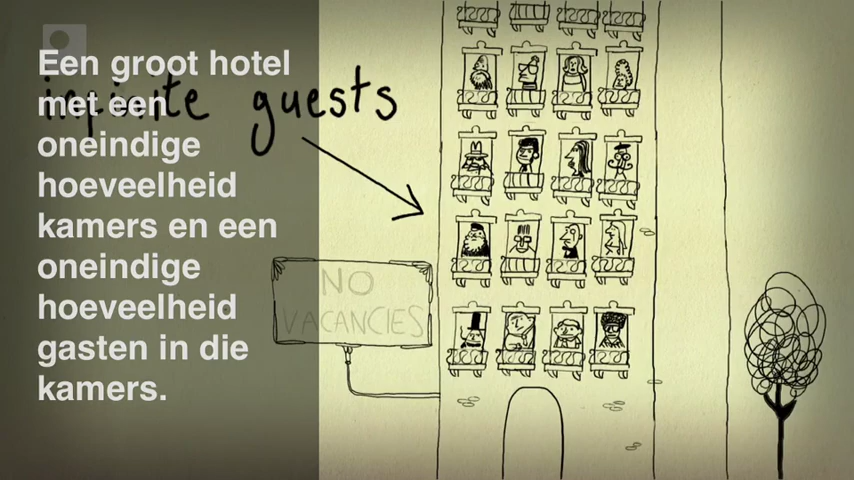 Een groot hotel
met een
oneindige
hoeveelheid
kamers en een
oneindige
hoeveelheid
gasten in die
kamers.
infinite guests
NO
VACANCIES